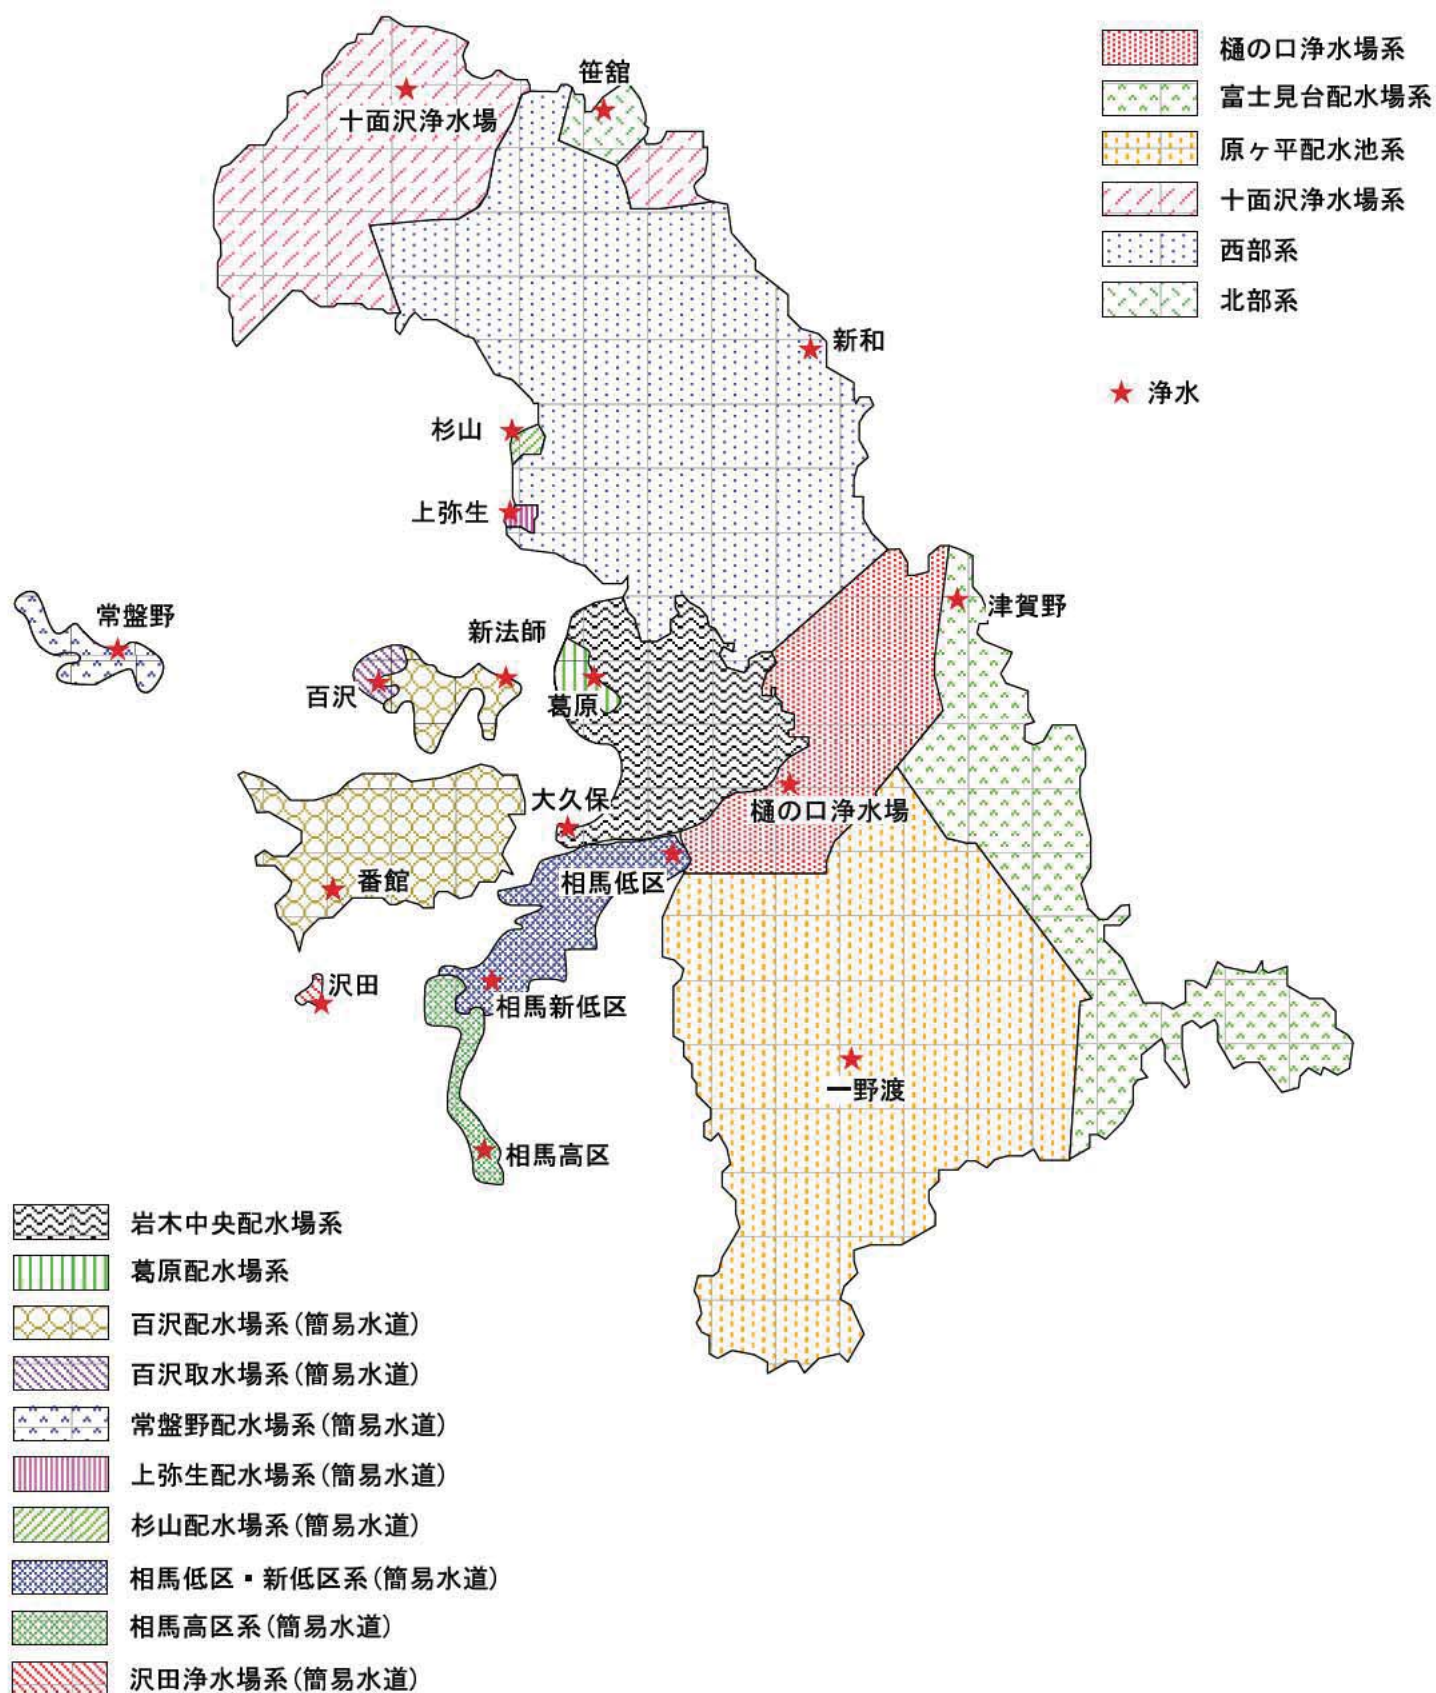 笹舘
十面沢浄水場
樋の口浄水場系
富士見台配水場系
原ヶ平配水池系
十面沢浄水場系
西部系
北部系
浄水
新和
杉山
上弥生
常盤野
新法師
津賀野
百沢
葛原
大久保
樋の口浄水場
番館
相馬低区
沢田
相馬新低区
一野渡
相馬高区
岩木中央配水場系
葛原配水場系
百沢配水場系(簡易水道)
百沢取水場系(簡易水道)
常盤野配水場系(簡易水道)
上弥生配水場系(簡易水道)
杉山配水場系(簡易水道)
相馬低区・新低区系(簡易水道)
相馬高区系(簡易水道)
沢田浄水場系(簡易水道)